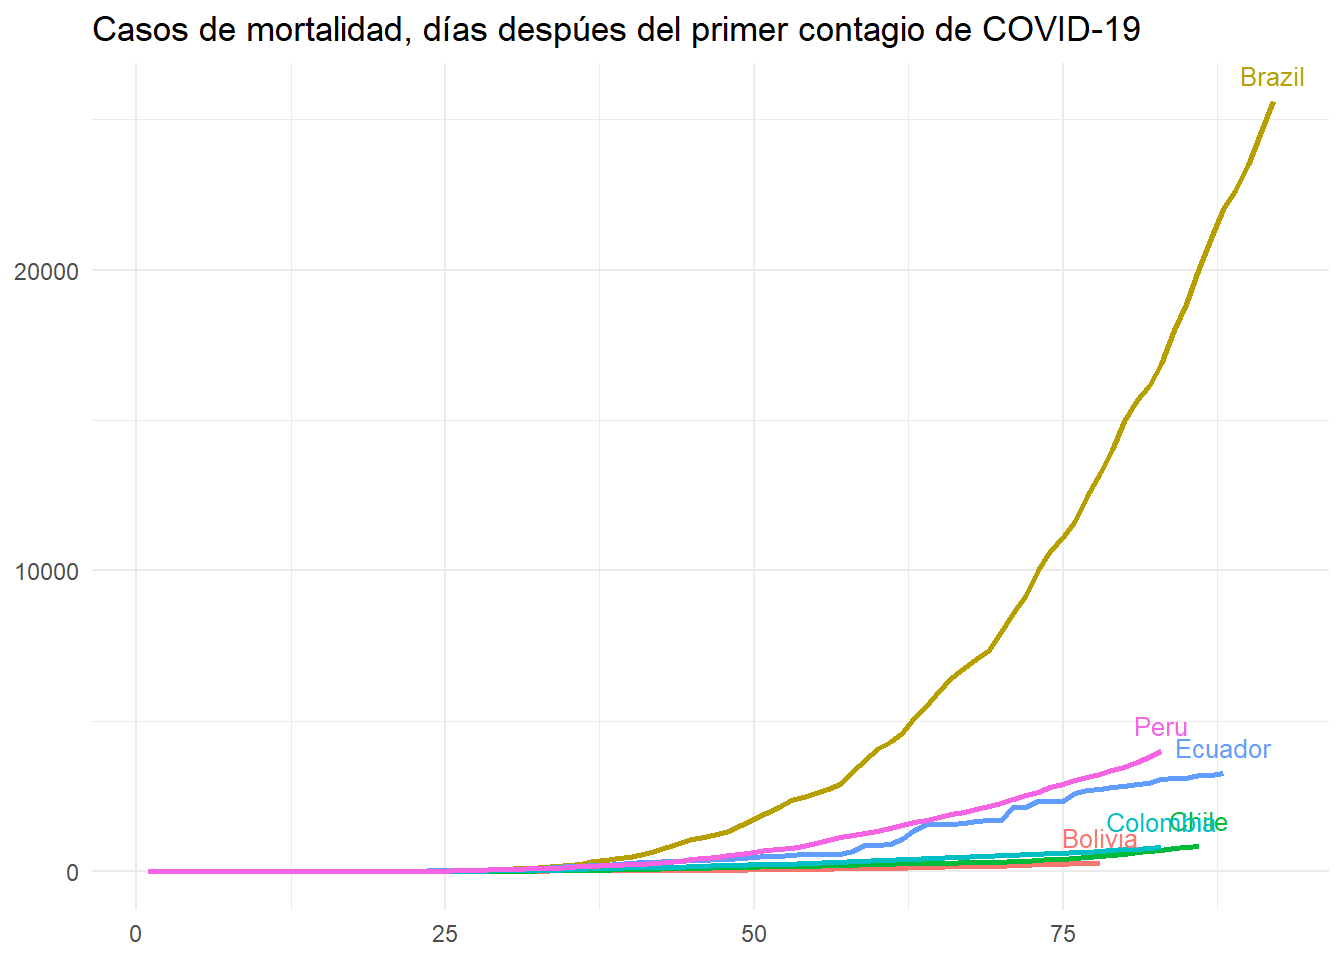 Casos de mortalidad, días despúes del primer contagio de COVID-19
Brazil
20000
10000
Peru
Ecuador
Colombia
Chile
Bolivia
0
0
25
50
75